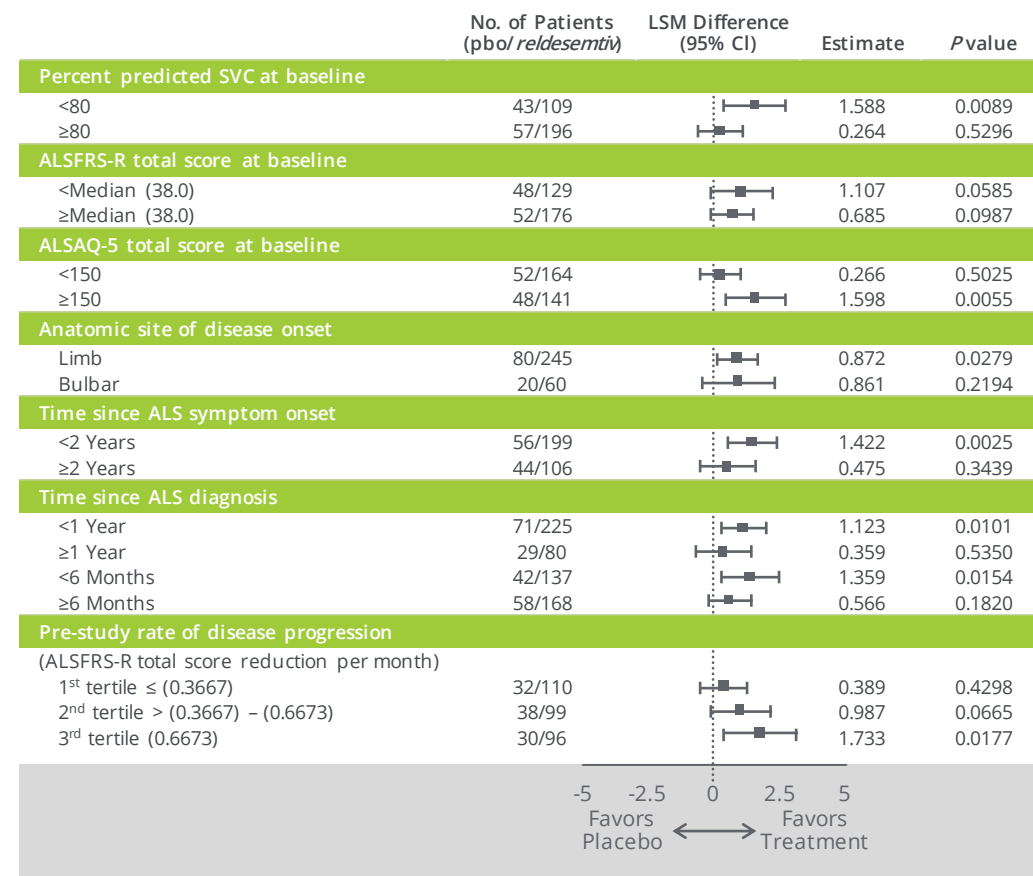 No. of Patients LSM Difference
(pbo/ reldesemtiv) (95% CI) Estimate P value
Percent predicted SVC at baseline
<80 43/109 1.588 0.0089
≥80 57/196 0.264 0.5296
ALSFRS-R total score at baseline
<Median (38.0) 48/129 1.107 0.0585
≥Median (38.0) 52/176 0.685 0.0987
ALSAQ-5 total score at baseline
<150 52/164 0.266 0.5025
≥150 48/141 1.598 0.0055
Anatomic site of disease onset
Limb 80/245 0.872 0.0279
Bulbar 20/60 0.861 0.2194
Time since ALS symptom onset
<2 Years 56/199 1.422 0.0025
≥2 Years 44/106 0.475 0.3439
Time since ALS diagnosis
<1 Year 71/225 1.123 0.0101
≥1 Year 29/80 0.359 0.5350
<6 Months 42/137 1.359 0.0154
≥6 Months 58/168 0.566 0.1820
Pre-study rate of disease progression
(ALSFRS-R total score reduction per month)
1st tertile ≤ (0.3667) 32/110 0.389 0.4298
2nd tertile > (0.3667) – (0.6673) 38/99 0.987 0.0665
3rd tertile (0.6673) 30/96 1.733 0.0177
-5 -2.5 0 2.5 5
Favors Favors
Placebo Treatment